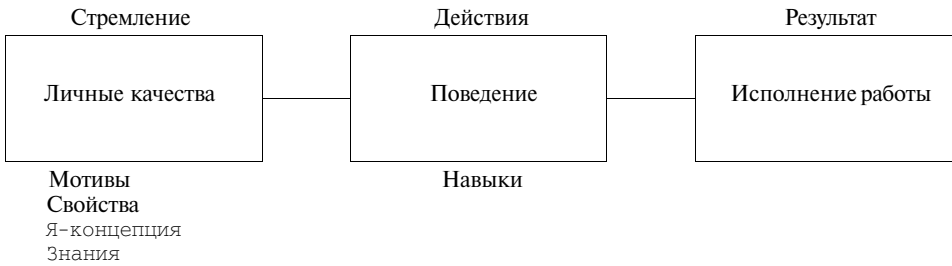 Стремление Действия Результат
Личные качества Поведение Исполнение работы
Мотивы Навыки
Свойства
Я-концепция
Знания